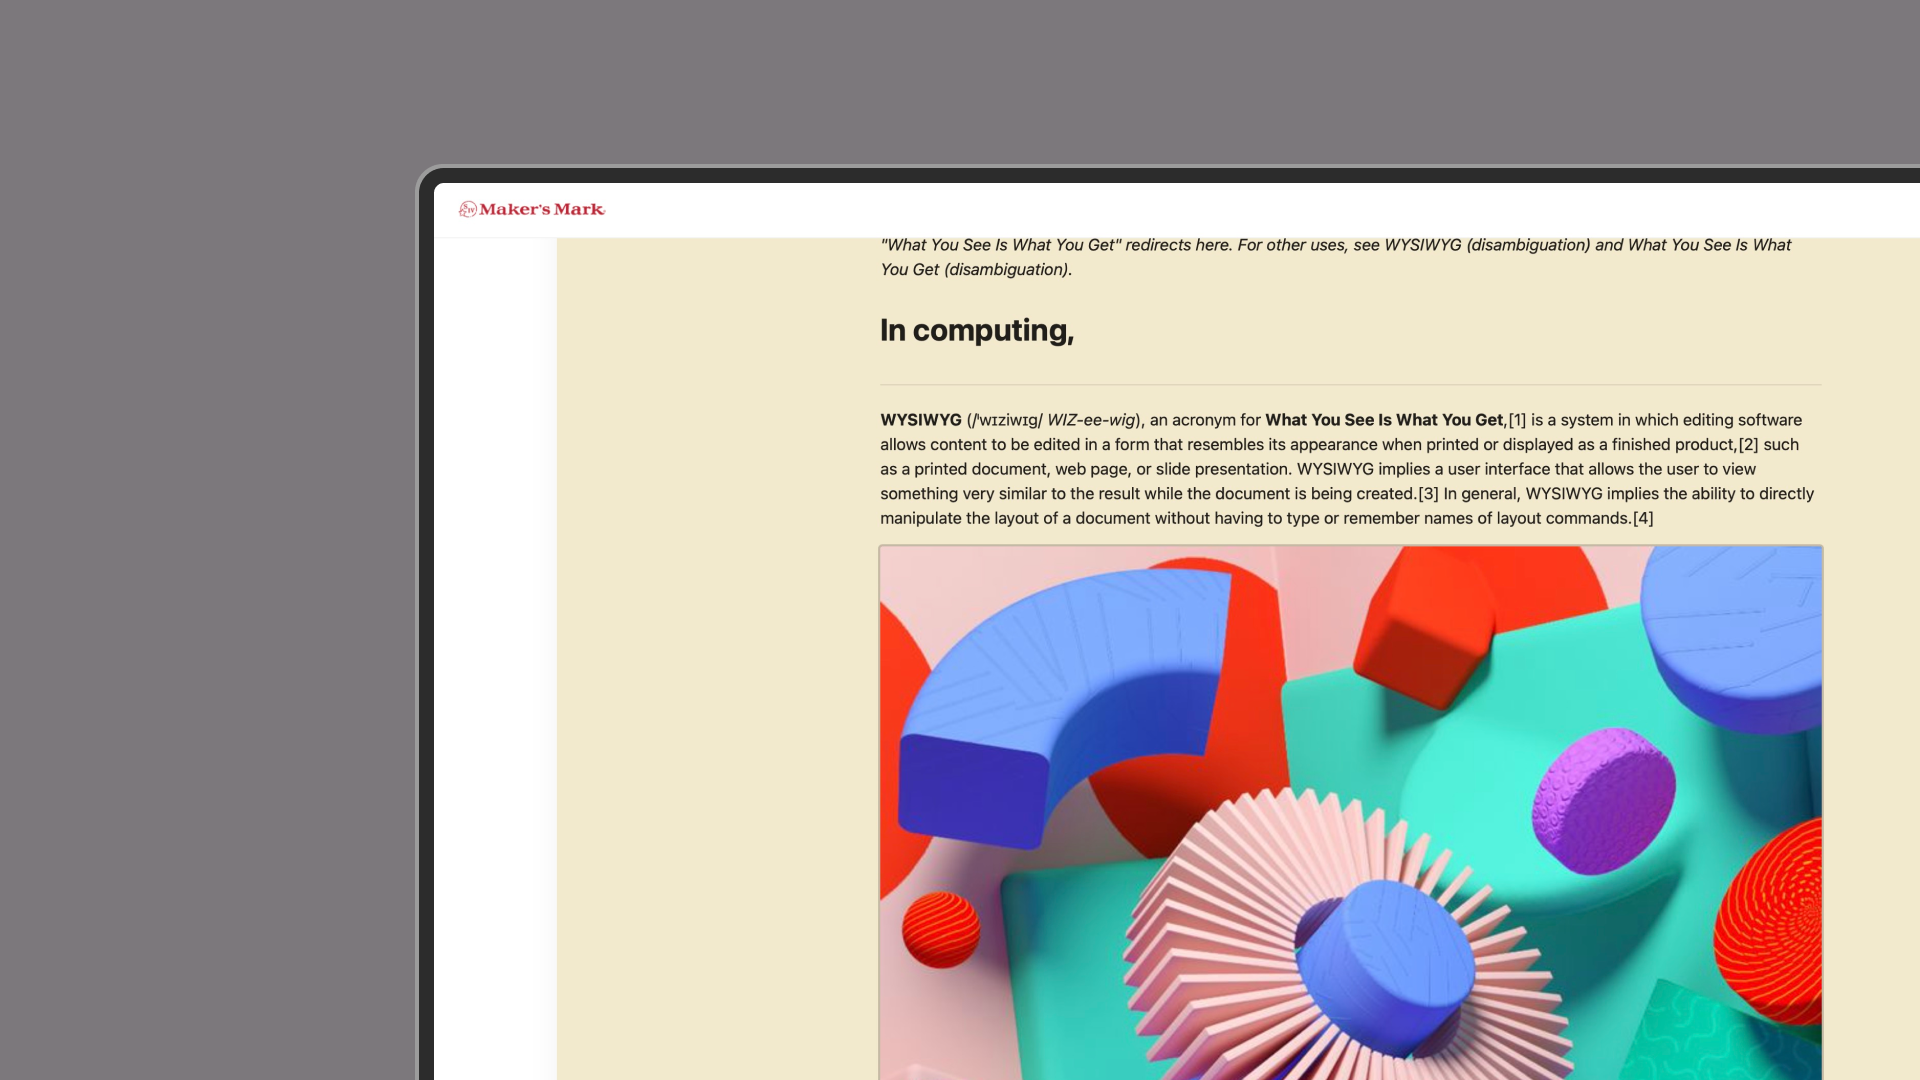 Maker's Mark
"What You See Is What You Get" redirects here. For other uses, see WYSIWYG (disambiguation) and What You See Is What
You Get (disambiguation).
In computing,
WYSIWYG (/ˈwɪziwɪɡ/ WIZ-ee-wig), an acronym for What You See Is What You Get,[1] is a system in which editing software
allows content to be edited in a form that resembles its appearance when printed or displayed as a finished product,[2] such
as a printed document, web page, or slide presentation. WYSIWYG implies a user interface that allows the user to view
something very similar to the result while the document is being created.[3] In general, WYSIWYG implies the ability to directly
manipulate the layout of a document without having to type or remember names of layout commands.[4]